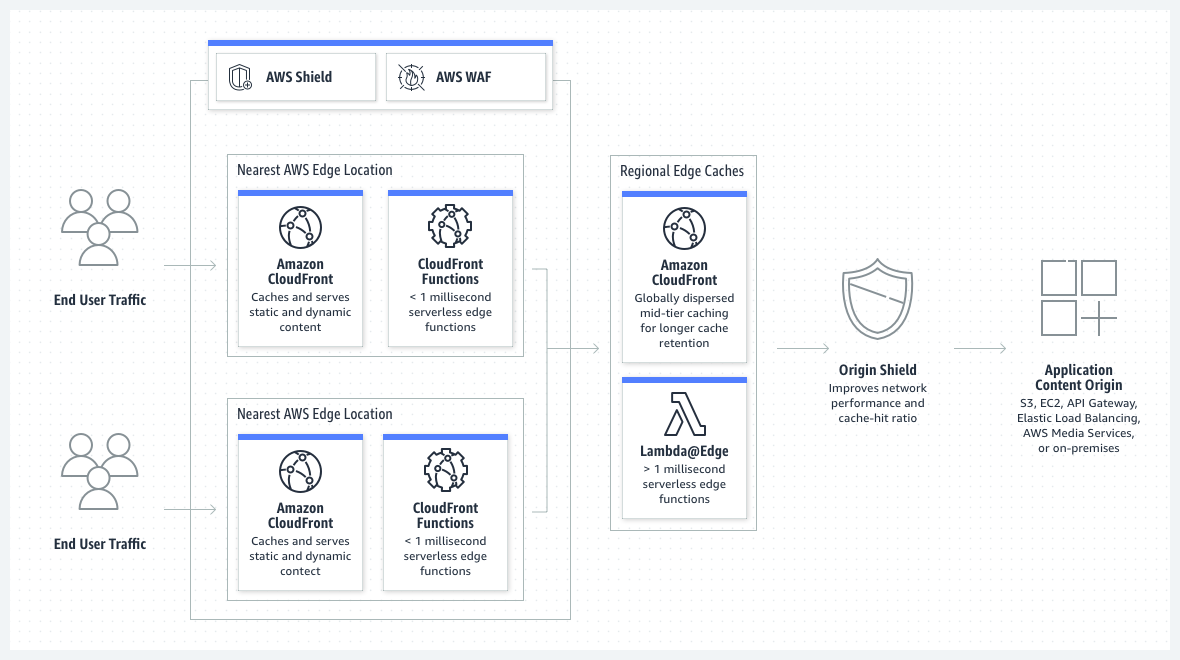 AWS Shield
AWS WAF
Nearest AWS Edge Location
Amazon
CloudFront
Caches and serves
static and dynamic
content
CloudFront
Functions
< 1 millisecond
serverless edge
functions
End User Traffic
Nearest AWS Edge Location
Amazon
CloudFront
Caches and serves
static and dynamic
contect
CloudFront
Functions
< 1 millisecond
serverless edge
functions
End User Traffic
Regional Edge Caches
Amazon
CloudFront
Globally dispersed
mid-tier caching
for longer cache
retention
Lambda@Edge
> 1 millisecond
serverless edge
functions
Origin Shield
Improves network
performance and
cache-hit ratio
Application
Content Origin
S3, EC2, API Gateway,
Elastic Load Balancing,
AWS Media Services,
or on-premises